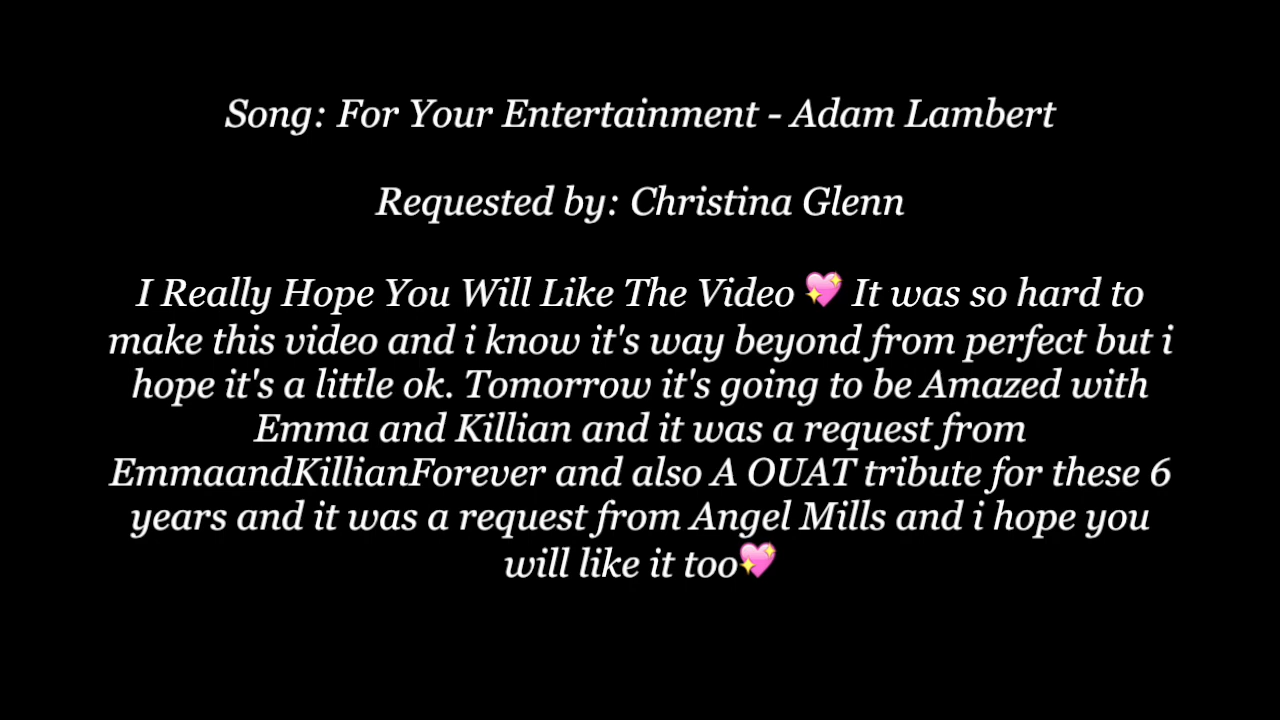 Song: For Your Entertainment - Adam Lambert
Requested by: Christina Glenn
I Really Hope You Will Like The Video 💖 It was so hard to
make this video and i know it's way beyond from perfect but i
hope it's a little ok. Tomorrow it's going to be Amazed with
Emma and Killian and it was a request from
EmmaandKillianForever and also A OUAT tribute for these 6
years and it was a request from Angel Mills and i hope you
will like it too💖